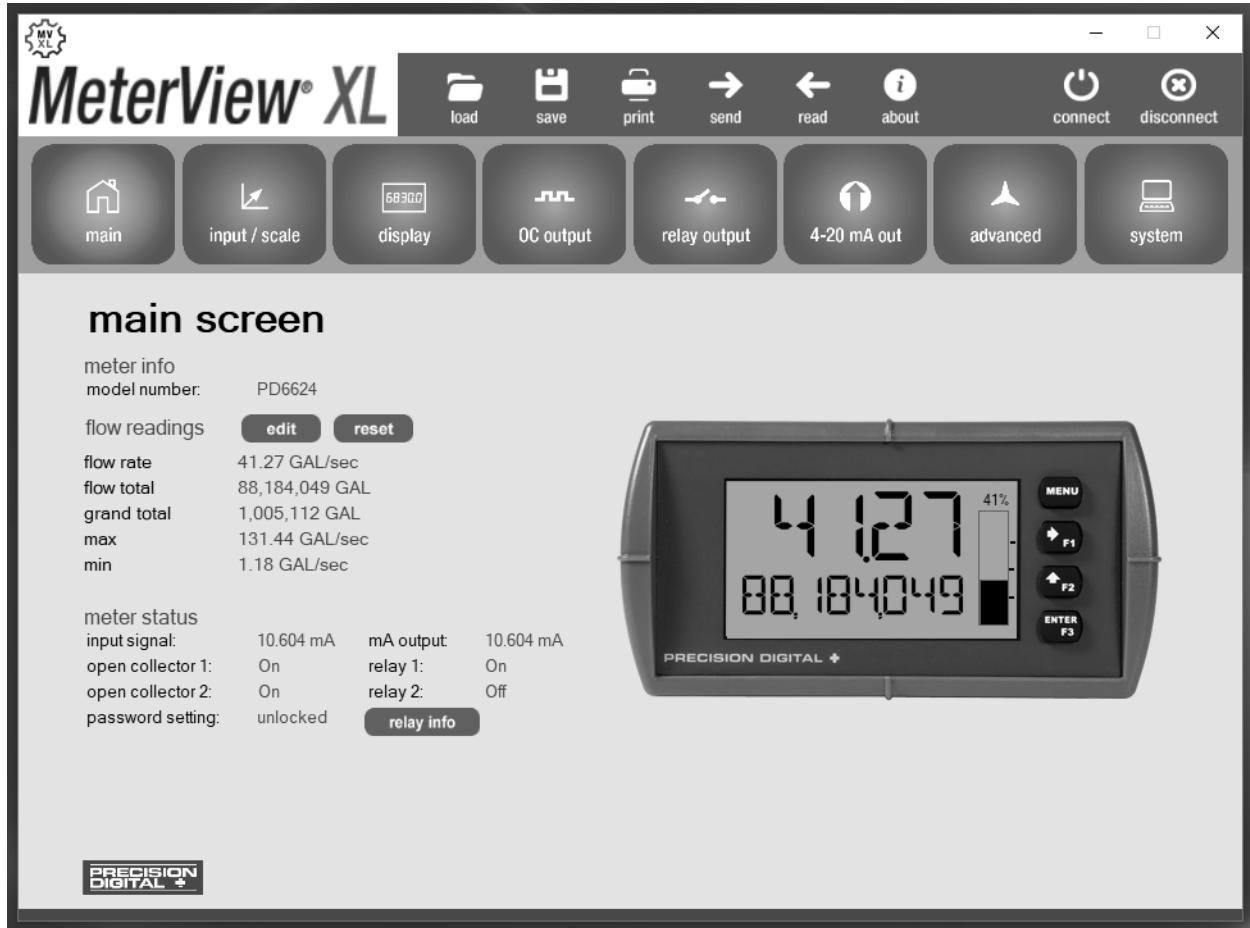 MV
XL
MeterView® XL
load save print send read about connect disconnect
68300
main input / scale display OC output relay output 4-20 mA out advanced system
main screen
meter info
model number: PD6624
flow readings edit reset
flow rate 41.27 GAL/sec
flow total 88,184,049 GAL
grand total 1,005,112 GAL
max 131.44 GAL/sec
min 1.18 GAL/sec
meter status
input signal: 10.604 mA mA output: 10.604 mA
open collector 1: On relay 1: On
open collector 2: On relay 2: Off
password setting: unlocked relay info
41.27 41%
88,184,049
MENU
F1
F2
ENTER
F3
PRECISION DIGITAL
PRECISION
DIGITAL